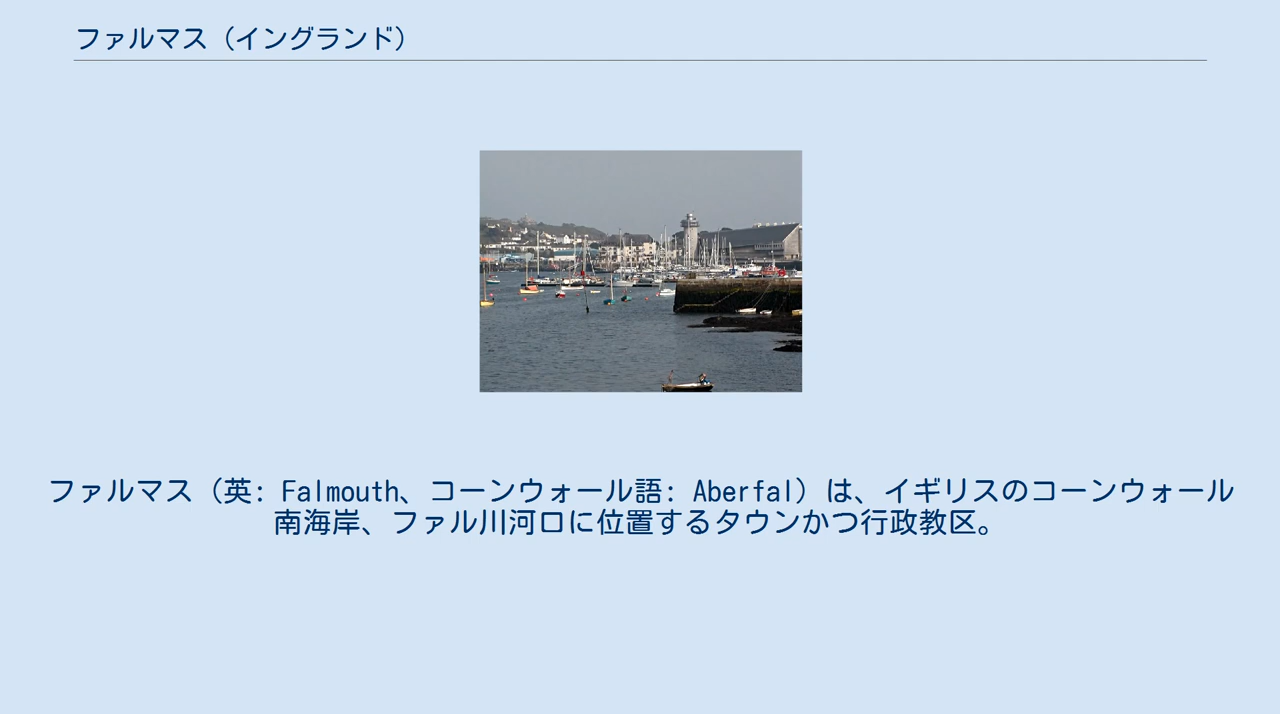 ファルマス（イングランド）
ファルマス（英: Falmouth、コーンウォール語: Aberfal）は、イギリスのコーンウォール
南海岸、ファル川河口に位置するタウンかつ行政教区。